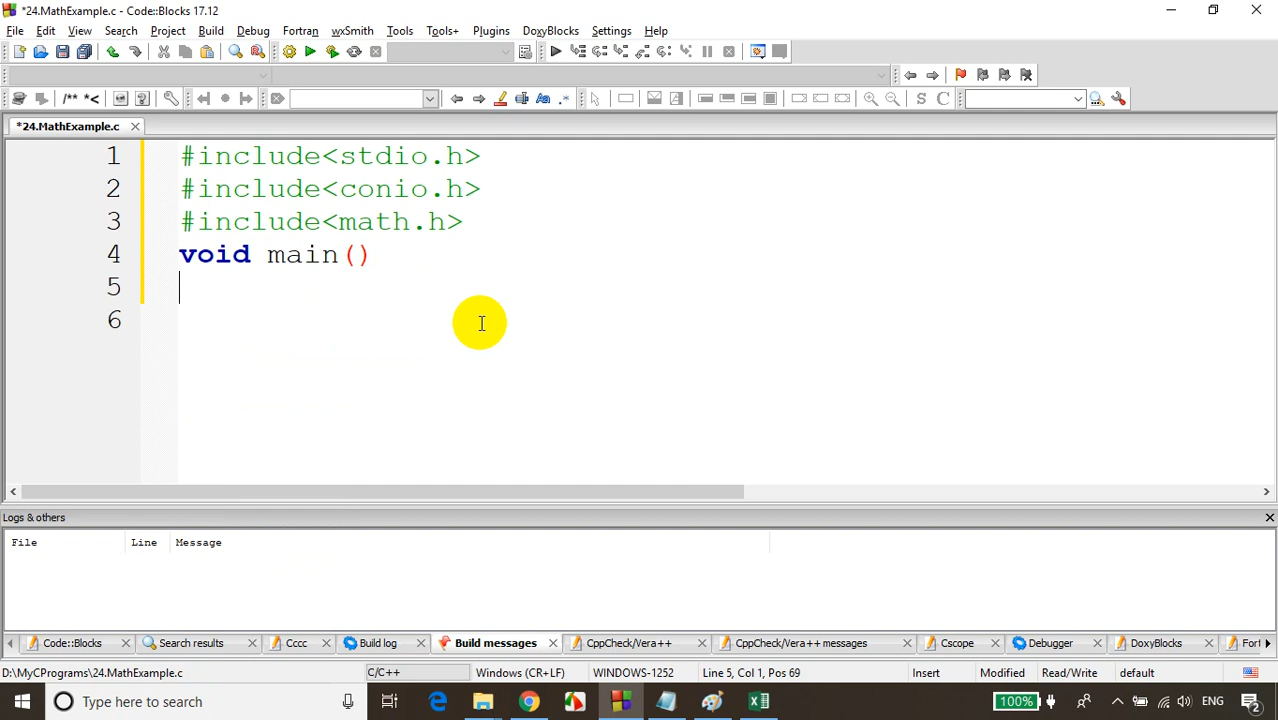 *24.MathExample.c - Code::Blocks 17.12
File Edit View Search Project Build Debug Fortran wxSmith Tools Tools+ Plugins DoxyBlocks Settings Help
/** *<
S C
*24.MathExample.c
1 #include<stdio.h>
2 #include<conio.h>
3 #include<math.h>
4 void main()
5
6
Logs & others
File Line Message
Code::Blocks Search results Cccc Build log Build messages CppCheck/Vera++ CppCheck/Vera++ messages Cscope Debugger DoxyBlocks Fort
D:\MyCPrograms\24.MathExample.c C/C++ Windows (CR+LF) WINDOWS-1252 Line 5, Col 1, Pos 69 Insert Modified Read/Write default
Type here to search 100% ENG 2